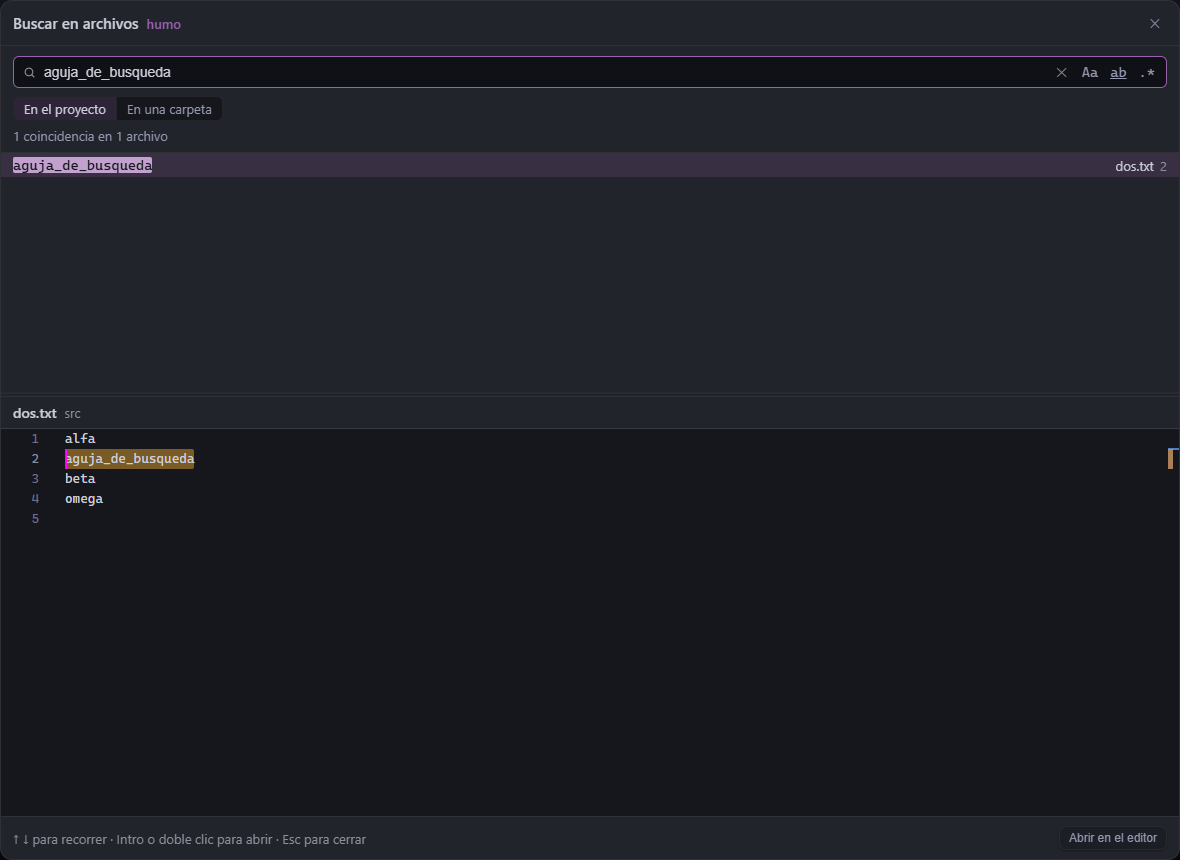 Buscar en archivos humo
aguja_de_busqueda Aa ab .*
En el proyecto En una carpeta
1 coincidencia en 1 archivo
aguja_de_busqueda dos.txt 2
dos.txt src
1 alfa
2 aguja_de_busqueda
3 beta
4 omega
5
↑↓ para recorrer · Intro o doble clic para abrir · Esc para cerrar Abrir en el editor